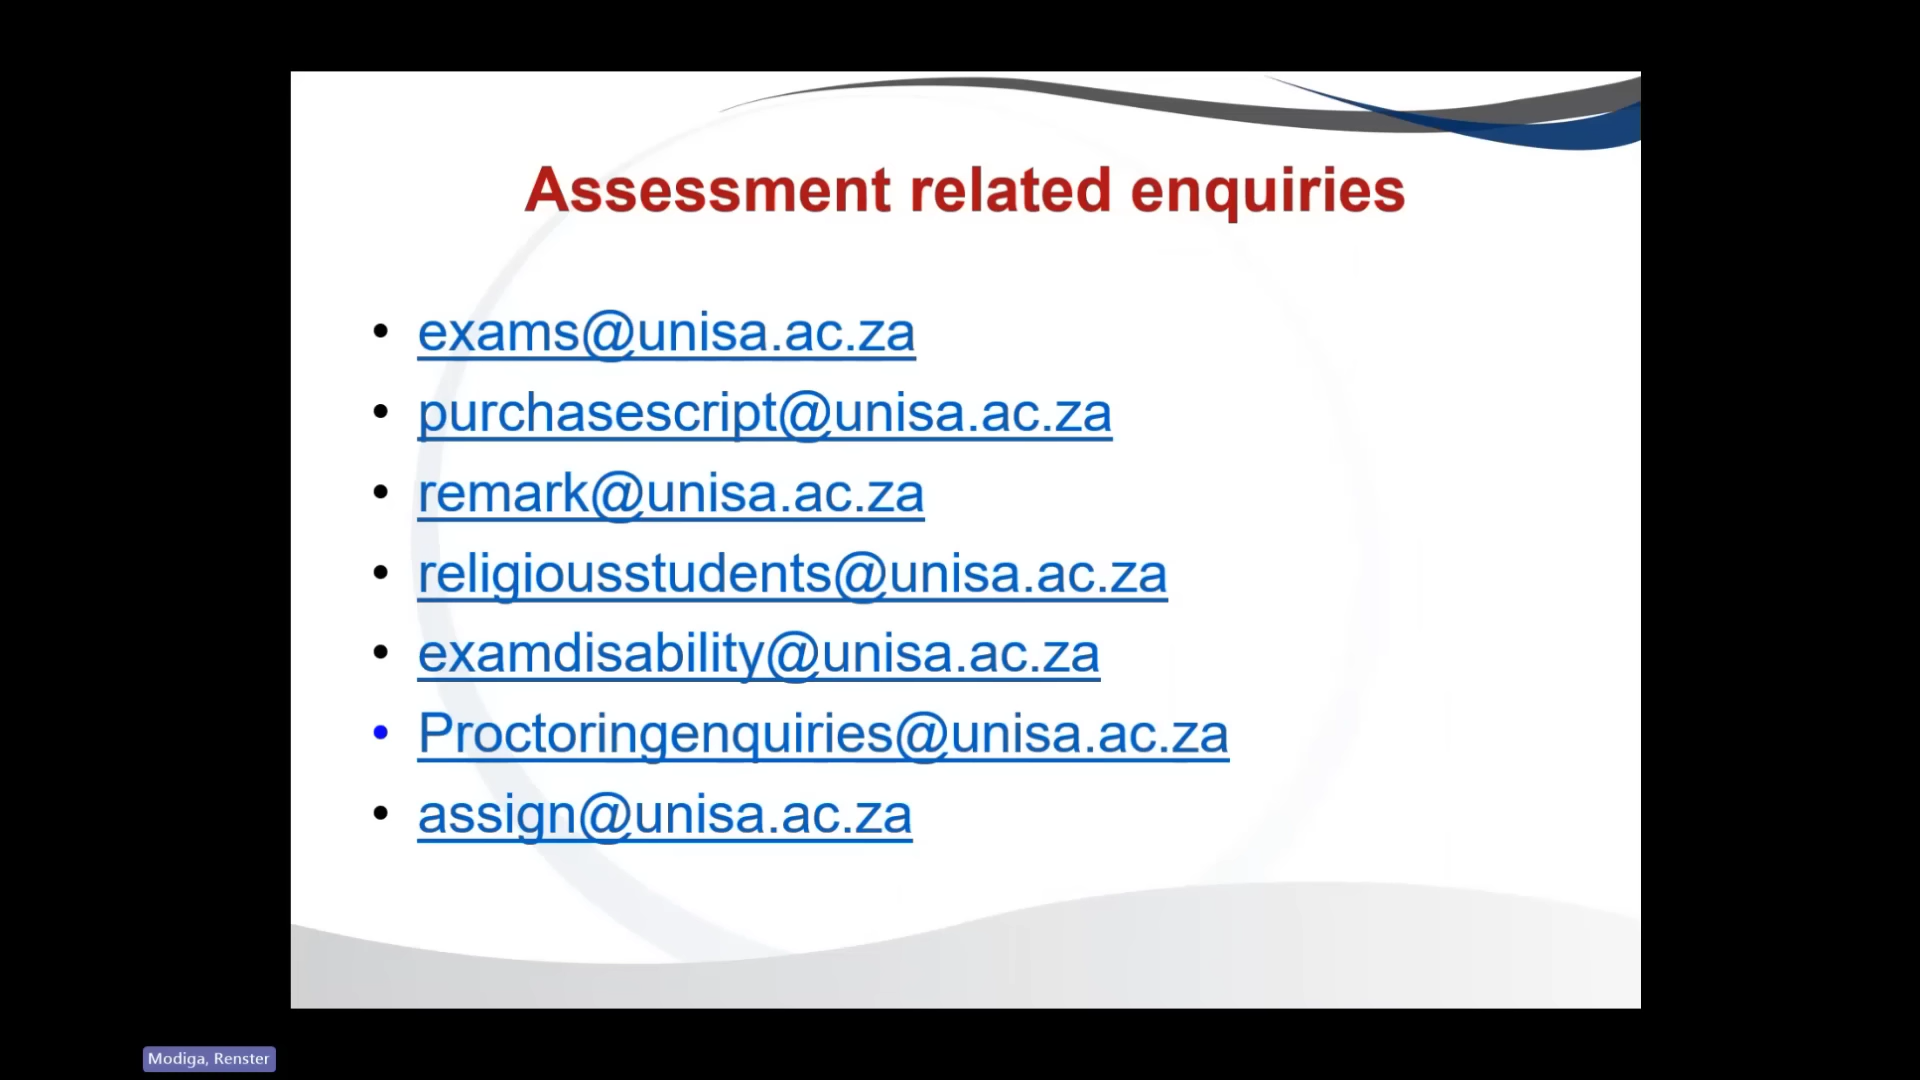 Assessment related enquiries
• exams@unisa.ac.za
• purchasescript@unisa.ac.za
• remark@unisa.ac.za
• religiousstudents@unisa.ac.za
• examdisability@unisa.ac.za
• Proctoringenquiries@unisa.ac.za
• assign@unisa.ac.za
Modiga, Renster